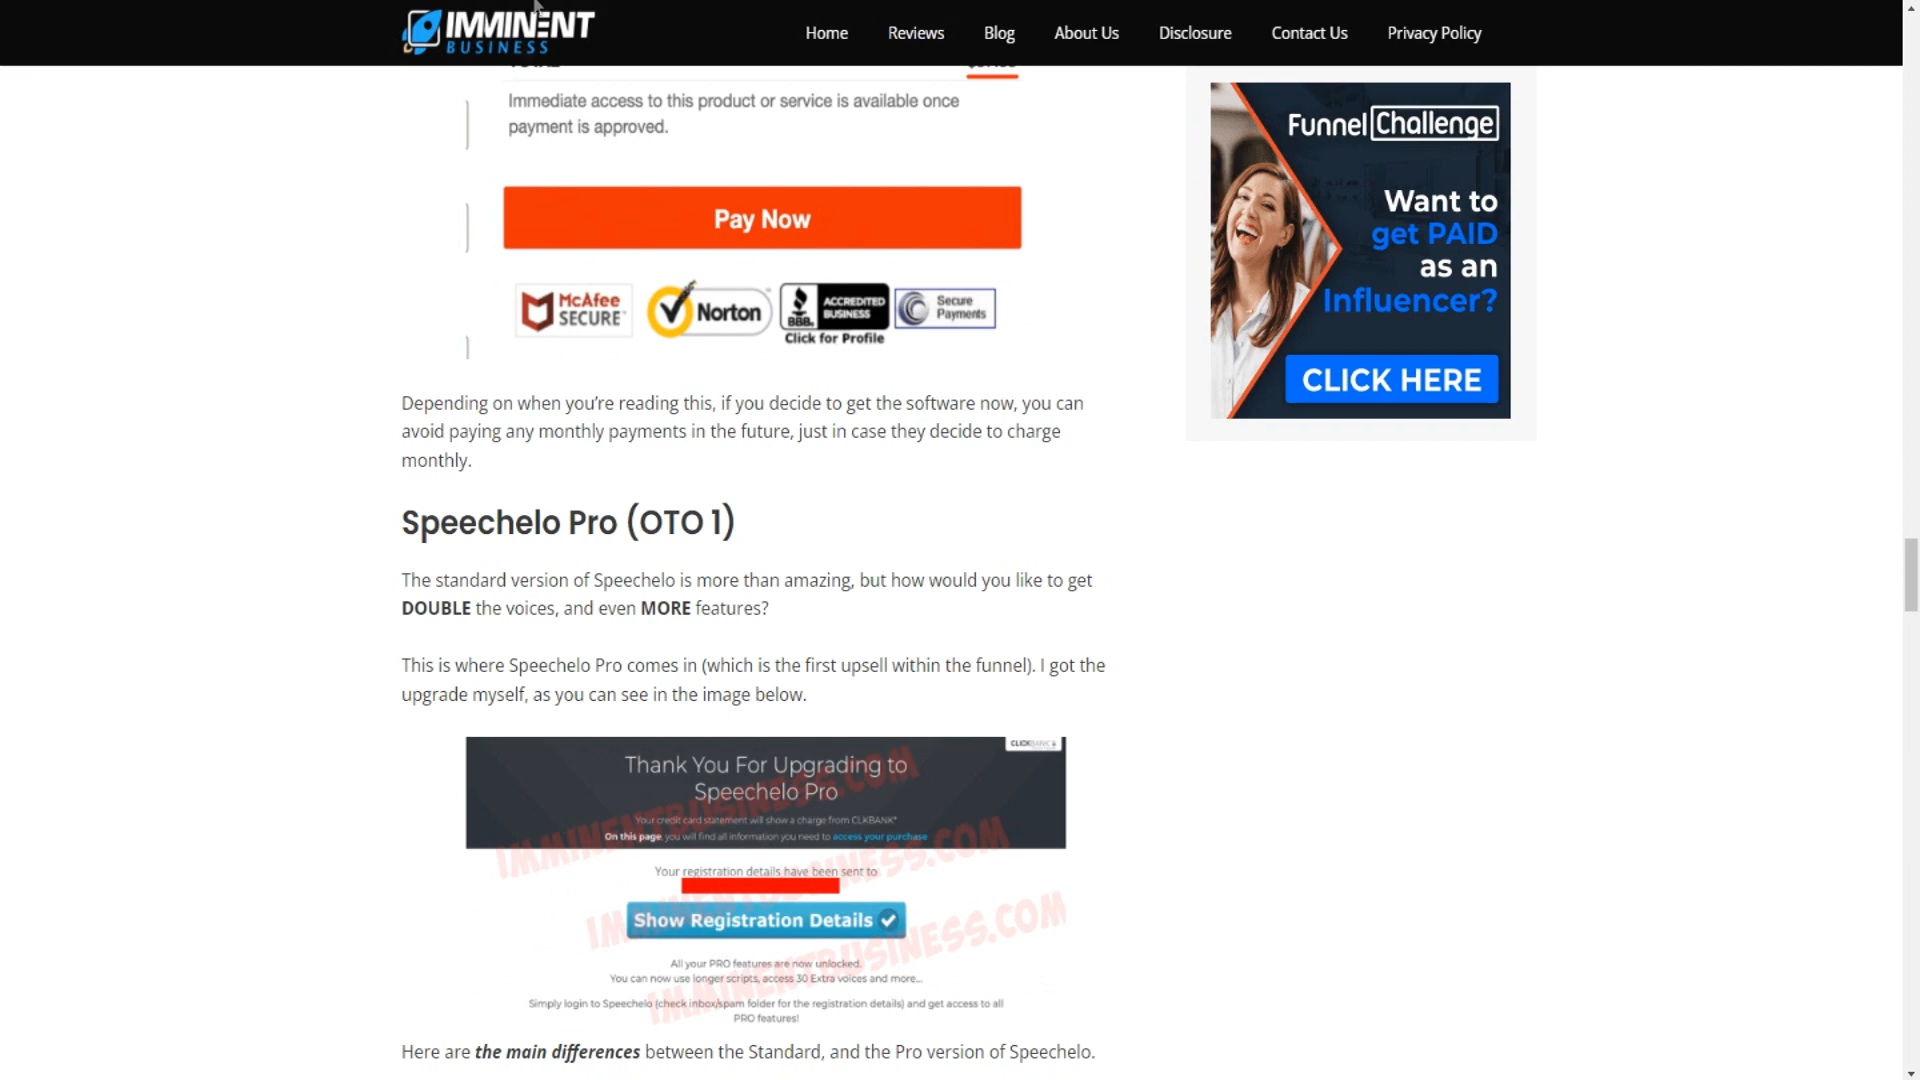 IMMINENT
BUSINESS
Home
Reviews
Blog
About Us
Disclosure
Contact Us
Privacy Policy
Immediate access to this product or service is available once
payment is approved.
Pay Now
McAfee
SECURE
Norton
BBB.
ACCREDITED
BUSINESS
Click for Profile
Secure
Payments
Funnel Challenge
Want to
get PAID
as an
Influencer?
CLICK HERE
Depending on when you’re reading this, if you decide to get the software now, you can
avoid paying any monthly payments in the future, just in case they decide to charge
monthly.
Speechelo Pro (OTO 1)
The standard version of Speechelo is more than amazing, but how would you like to get
DOUBLE the voices, and even MORE features?
This is where Speechelo Pro comes in (which is the first upsell within the funnel). I got the
upgrade myself, as you can see in the image below.
CLICKBANK
Thank You For Upgrading to
Speechelo Pro
Your credit card statement will show a charge from CLKBANK*
On this page, you will find all information you need to access your purchase
IMMINENTBUSINESS.COM
Your registration details have been sent to
IMMINENTBUSINESS.COM
Show Registration Details
IMMINENTBUSINESS.COM
All your PRO features are now unlocked.
You can now use longer scripts, access 30 Extra voices and more...
Simply login to Speechelo (check inbox/spam folder for the registration details) and get access to all
PRO features!
Here are the main differences between the Standard, and the Pro version of Speechelo.